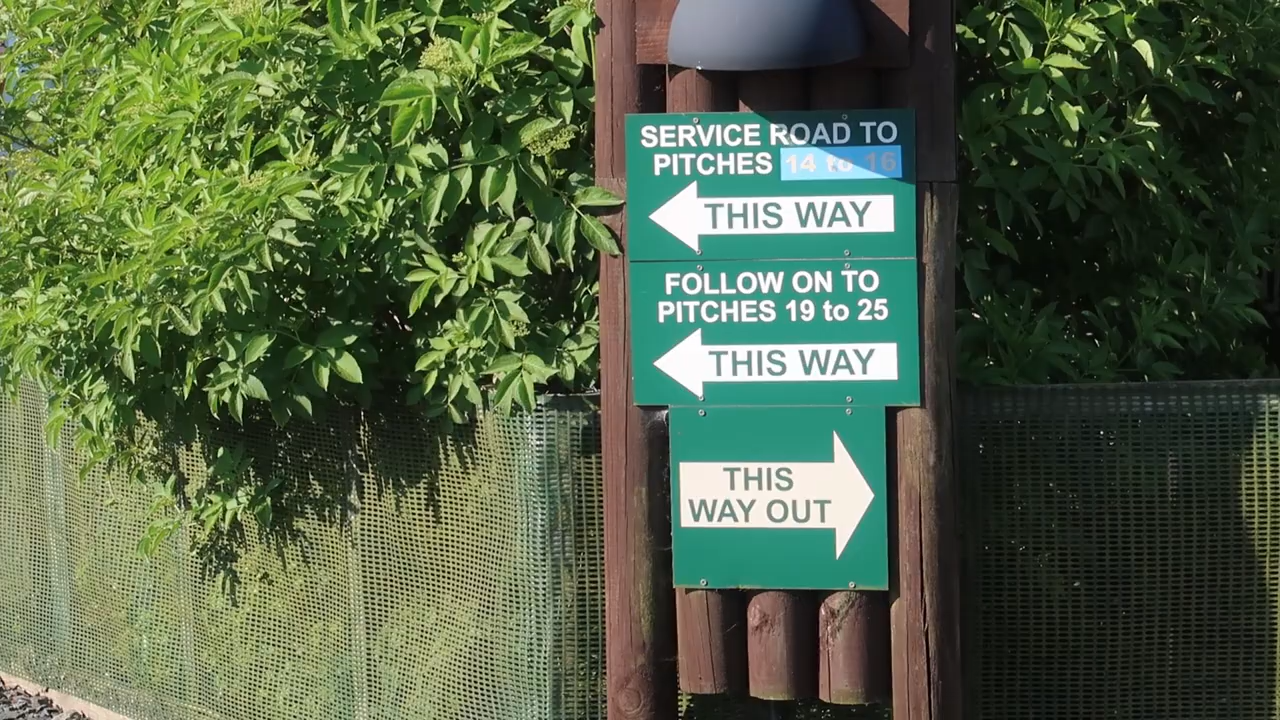 SERVICE ROAD TO
PITCHES 14 to 16
THIS WAY
FOLLOW ON TO
PITCHES 19 to 25
THIS WAY
THIS
WAY OUT